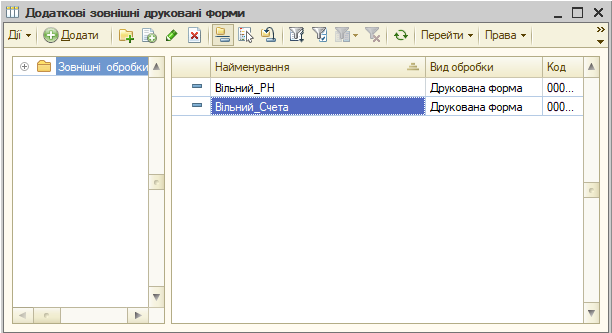 Додаткові зовнішні друковані форми
Дії Додати Перейти Права
Зовнішні обробки
Найменування Вид обробки Код
Вільний_РН Друкована форма 000...
Вільний_Счета Друкована форма 000...